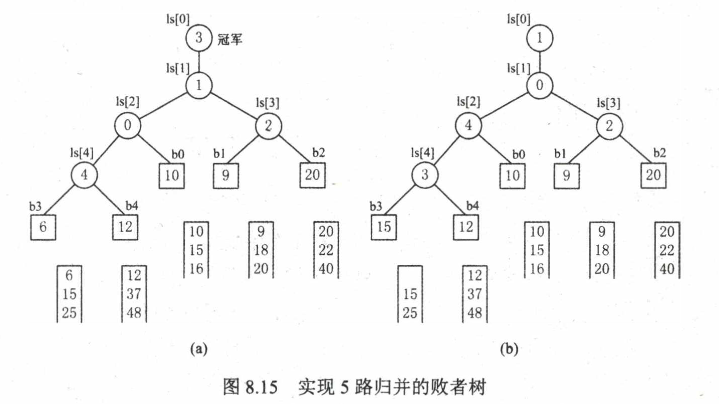 ls[0] ls[0]
3 冠军 1
ls[1] ls[1]
1 0
ls[2] ls[3] ls[2] ls[3]
0 2 4 2
ls[4] b0 b1 b2 ls[4] b0 b1 b2
4 10 9 20 3 10 9 20
b3 b4 b3 b4
6 12 15 12
10 9 20 10 9 20
15 18 22 15 18 22
16 20 40 16 20 40
6 12 12
15 37 15 37
25 48 25 48
(a) (b)
图 8.15 实现 5 路归并的败者树